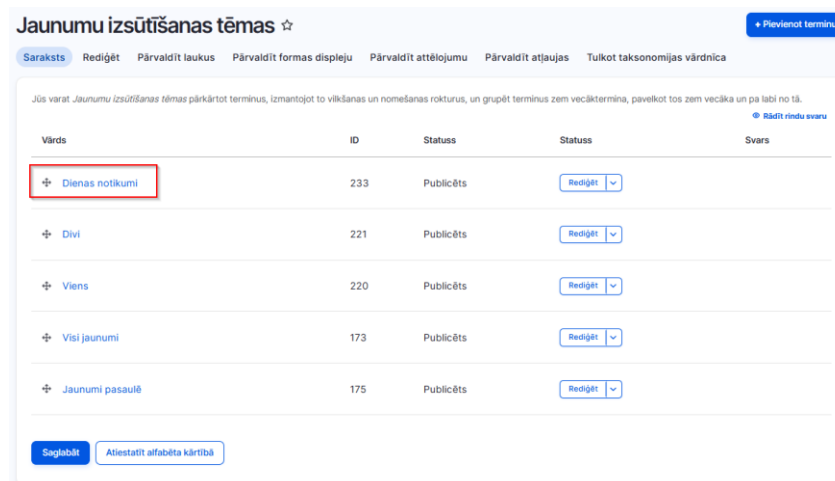 Jaunumu izsūtīšanas tēmas
+ Pievienot terminu
Saraksts Rediģēt Pārvaldīt laukus Pārvaldīt formas displeju Pārvaldīt attēlojumu Pārvaldīt atļaujas Tulkot taksonomijas vārdnīca
Jūs varat Jaunumu izsūtīšanas tēmas pārkārtot terminus, izmantojot to vilkšanas un nomešanas rokturus, un grupēt terminus zem vecāktermina, pavelkot tos zem vecāka un pa labi no tā.
Rādīt rindu svaru
Vārds ID Statuss Statuss Svars
Dienas notikumi 233 Publicēts Rediģēt
Divi 221 Publicēts Rediģēt
Viens 220 Publicēts Rediģēt
Visi jaunumi 173 Publicēts Rediģēt
Jaunumi pasaulē 175 Publicēts Rediģēt
Saglabāt Atiestatīt alfabēta kārtībā